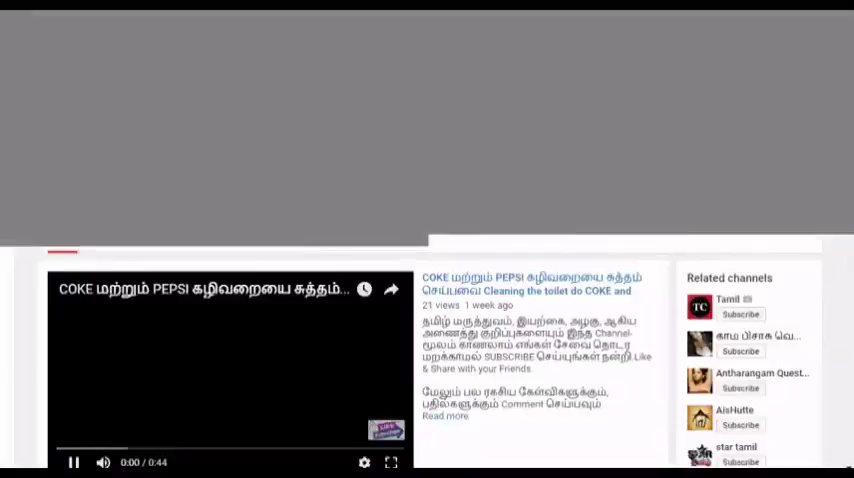 COKE மற்றும் PEPSI கழிவறையை சுத்தம்...
0:00 / 0:44
COKE மற்றும் PEPSI கழிவறையை சுத்தம்
செய்பவை Cleaning the toilet do COKE and
21 views 1 week ago
தமிழ் மருத்துவம், இயற்கை, அழகு, ஆகிய
அனைத்து குறிப்புகளையும் இந்த Channel-
மூலம் காணலாம் எங்கள் சேவை தொடர
மறக்காமல் SUBSCRIBE செய்யுங்கள் நன்றி.Like
& Share with your Friends.
மேலும் பல ரகசிய கேள்விகளுக்கும்,
பதில்களுக்கும் Comment செய்யவும்
Read more
Related channels
TC
Tamil
Subscribe
காம பிசாசு வெ...
Subscribe
Antharangam Quest...
Subscribe
AisHutte
Subscribe
star tamil
Subscribe